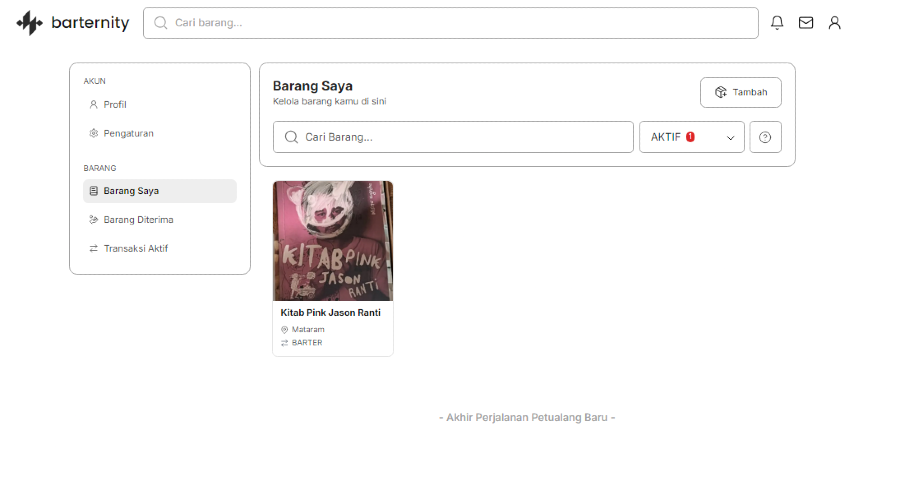 barternity
Cari barang...
AKUN
Profil
Pengaturan
BARANG
Barang Saya
Barang Diterima
Transaksi Aktif
Barang Saya
Kelola barang kamu di sini
Tambah
Cari Barang...
AKTIF 1
KITAB PINK
JASON
RANTI
Kitab Pink Jason Ranti
Mataram
BARTER
- Akhir Perjalanan Petualang Baru -